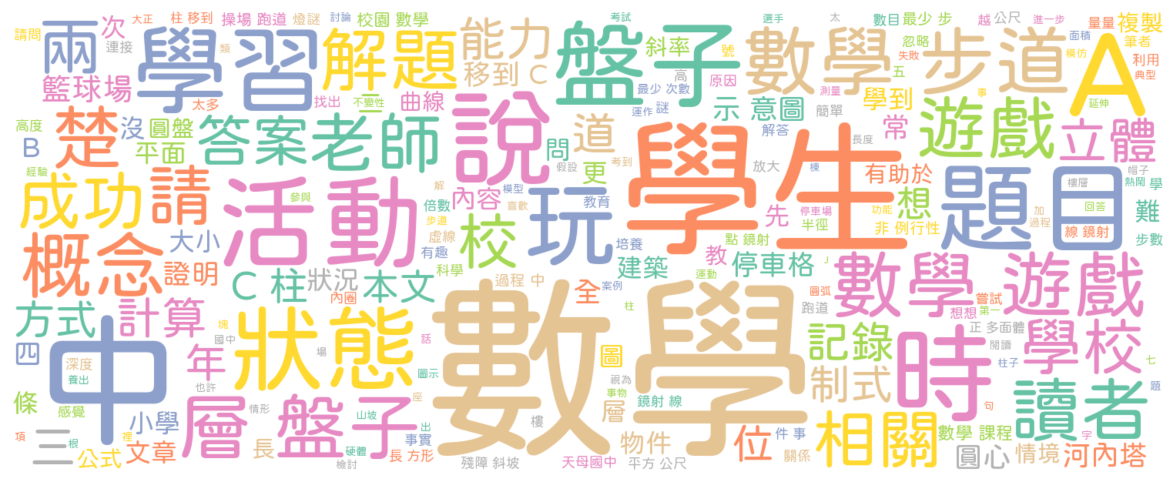 請問 大正 柱 移到 操場 跑道 燈謎 討論 校園 數學 考試 選手 太 數目 最少 步 越 公尺 進一步 量量 複製
兩 次 連接 學習 解題 能力 類 盤子 斜率 號 數學 步道 忽略 失敗 面積 模仿 筆者 A
籃球場 太多 找出 不變性 曲線 移到 C 高 原因 最少 次數 測量 五 事 延伸 利用 典型
高度 B 楚 沒 圓盤 平面 答案 老師 說 運作 謎 示 意圖 簡單 解答 學到 常 遊戲 立體
經驗 成功 請 活動 參與 解 倍數 內容 問 道 假設 更 考到 教育 模型 喜歡 玩 學生 放大 長度 棟 有助於 題目 樓層 帽子 熱鬧 學
概念 大小 證明 步道 虛線 有趣 科學 校 培養 建築 點 鏡射 教 先 停車場 半徑 想 功能 非 例行性 加 過程 回答 難 線 鏡射 步數
方式 計算 C 柱 狀況 內圈 本文 過程 中 全 案例 運動 停車格 圓弧 跑道 J 數學 遊戲 嘗試 想想 第一
四 中 深度 養出 年 塊 國中 場 狀態 話 圖示 數學 柱 圖 視為 事物 記錄 正 多面體 閱讀 柱子 學校 七
條 感覺 小學 也許 層 情形 盤子 山坡 座 出 樓 層 鏡射 線 制式 時 句 讀者 題
項 三 根 裡 公式 文章 長 檢討 硬體 事實 長 方形 殘障 斜坡 天母國中 物件 平方 公尺 位 件 事 關係 相關 數學 課程 圓心 情境 字 河內塔